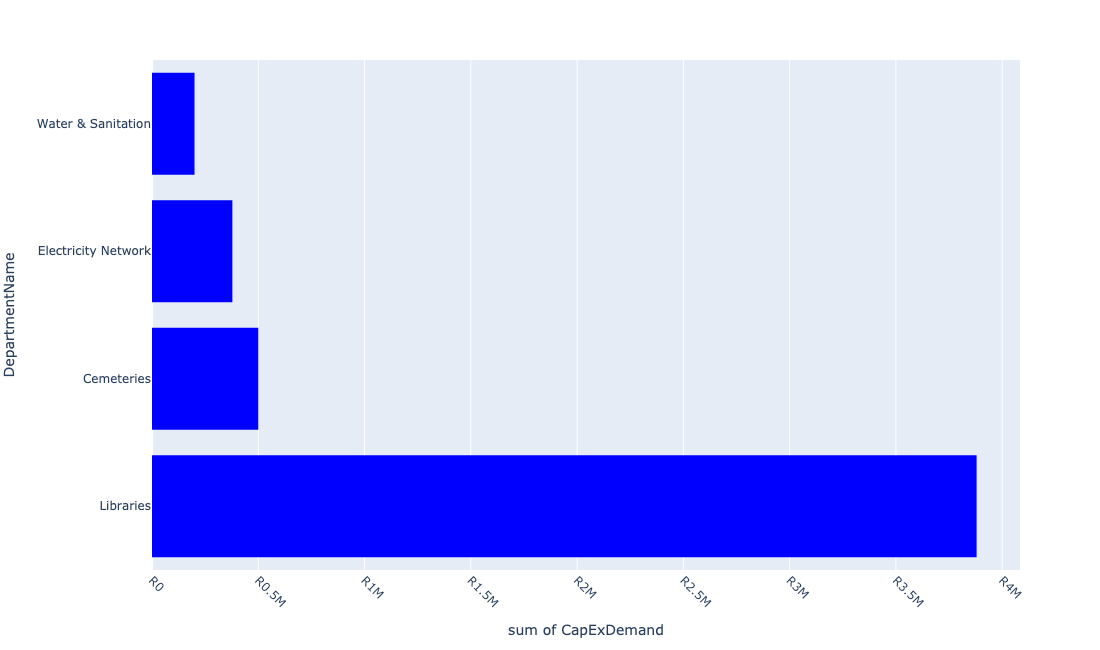 Water & Sanitation
Electricity Network
Cemeteries
Libraries
DepartmentName
R0
R0.5M
R1M
R1.5M
R2M
R2.5M
R3M
R3.5M
R4M
sum of CapExDemand